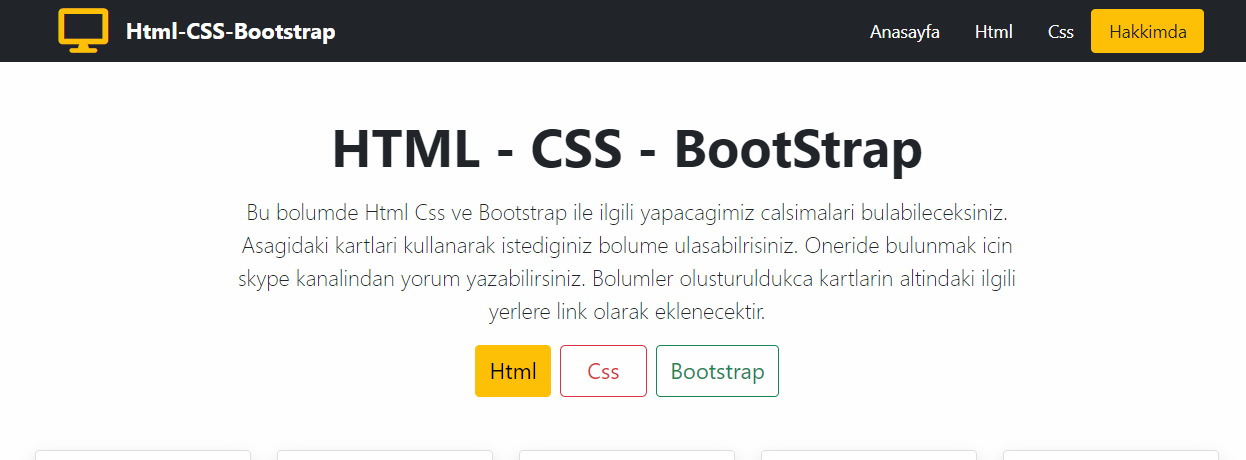 Html-CSS-Bootstrap
Anasayfa Html Css Hakkimda
HTML - CSS - BootStrap
Bu bolumde Html Css ve Bootstrap ile ilgili yapacagimiz calsimalari bulabileceksiniz.
Asagidaki kartlari kullanarak istediginiz bolume ulasabilrisiniz. Oneride bulunmak icin
skype kanalindan yorum yazabilirsiniz. Bolumler olusturuldukca kartlarin altindaki ilgili
yerlere link olarak eklenecektir.
Html Css Bootstrap